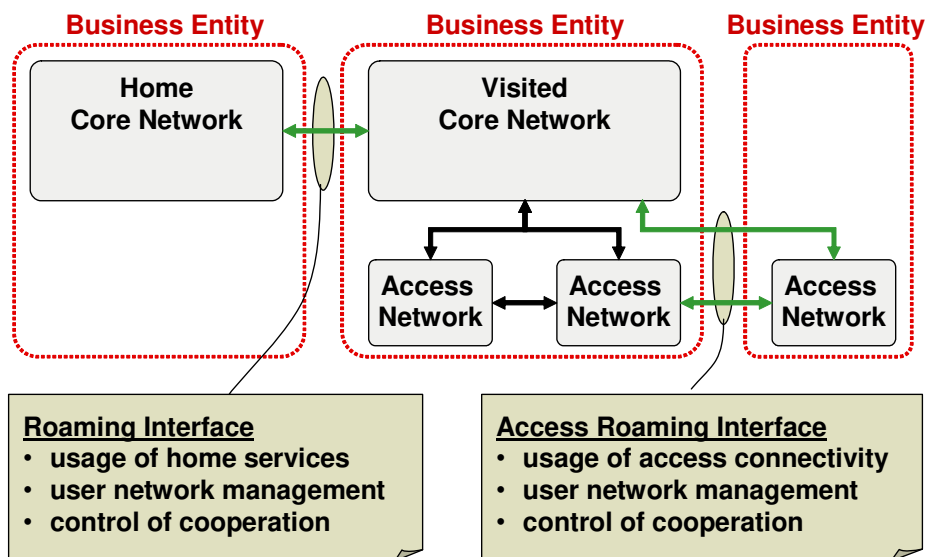 Business Entity
Business Entity
Business Entity
Home
Core Network
Visited
Core Network
Access
Network
Access
Network
Access
Network
Roaming Interface
• usage of home services
• user network management
• control of cooperation
Access Roaming Interface
• usage of access connectivity
• user network management
• control of cooperation